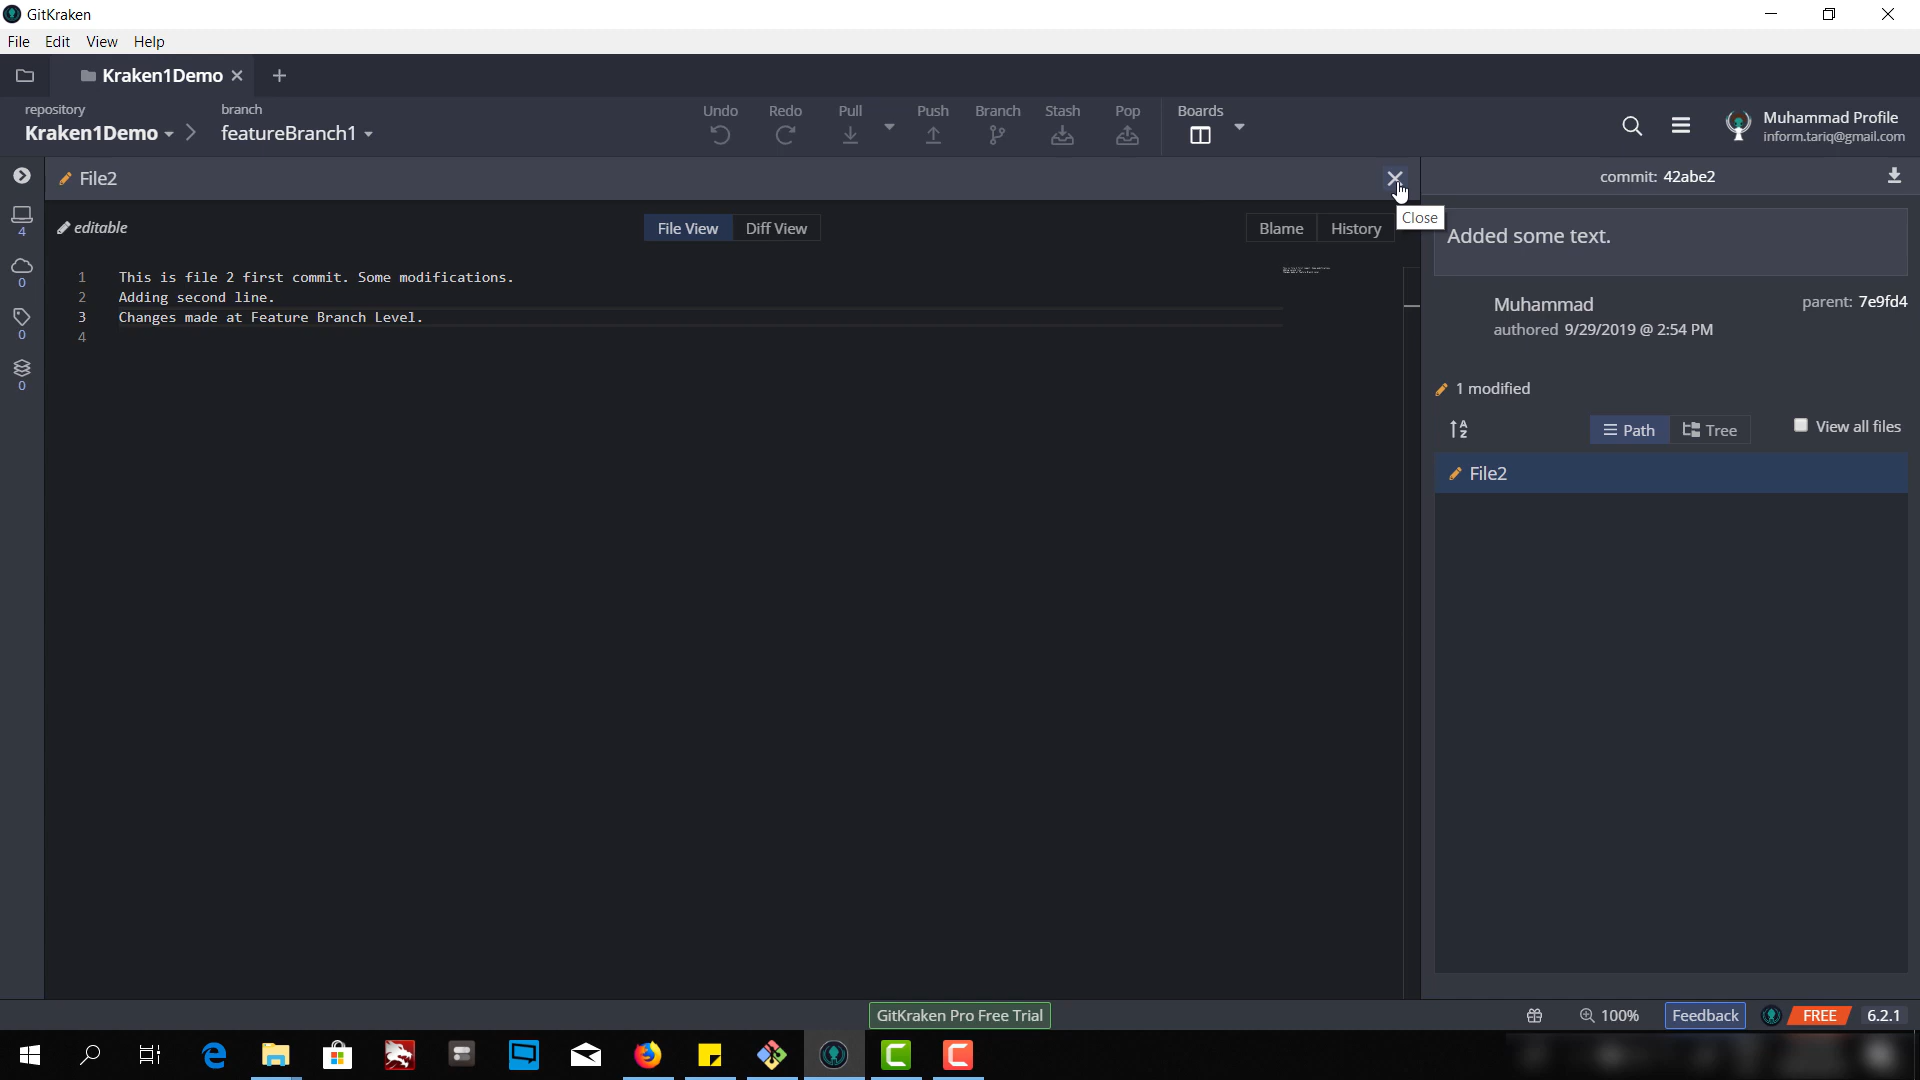 GitKraken
File Edit View Help
Kraken1Demo
repository branch
Kraken1Demo featureBranch1
Undo Redo Pull Push Branch Stash Pop Boards
Muhammad Profile
inform.tariq@gmail.com
File2
Close
commit: 42abe2
editable
File View Diff View
Blame History
Added some text.
1 This is file 2 first commit. Some modifications.
2 Adding second line.
3 Changes made at Feature Branch Level.
4
4
0
0
0
Muhammad
authored 9/29/2019 @ 2:54 PM
parent: 7e9fd4
1 modified
Path Tree
View all files
File2
GitKraken Pro Free Trial
100%
Feedback
FREE
6.2.1